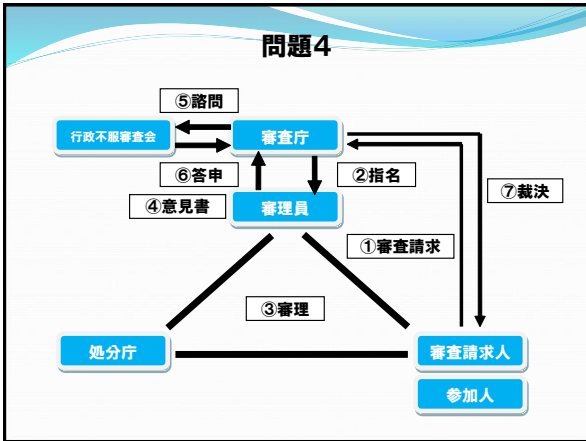 問題4
⑤諮問
行政不服審査会
審査庁
⑥答申
②指名
④意見書
審理員
⑦裁決
①審査請求
③審理
処分庁
審査請求人
参加人